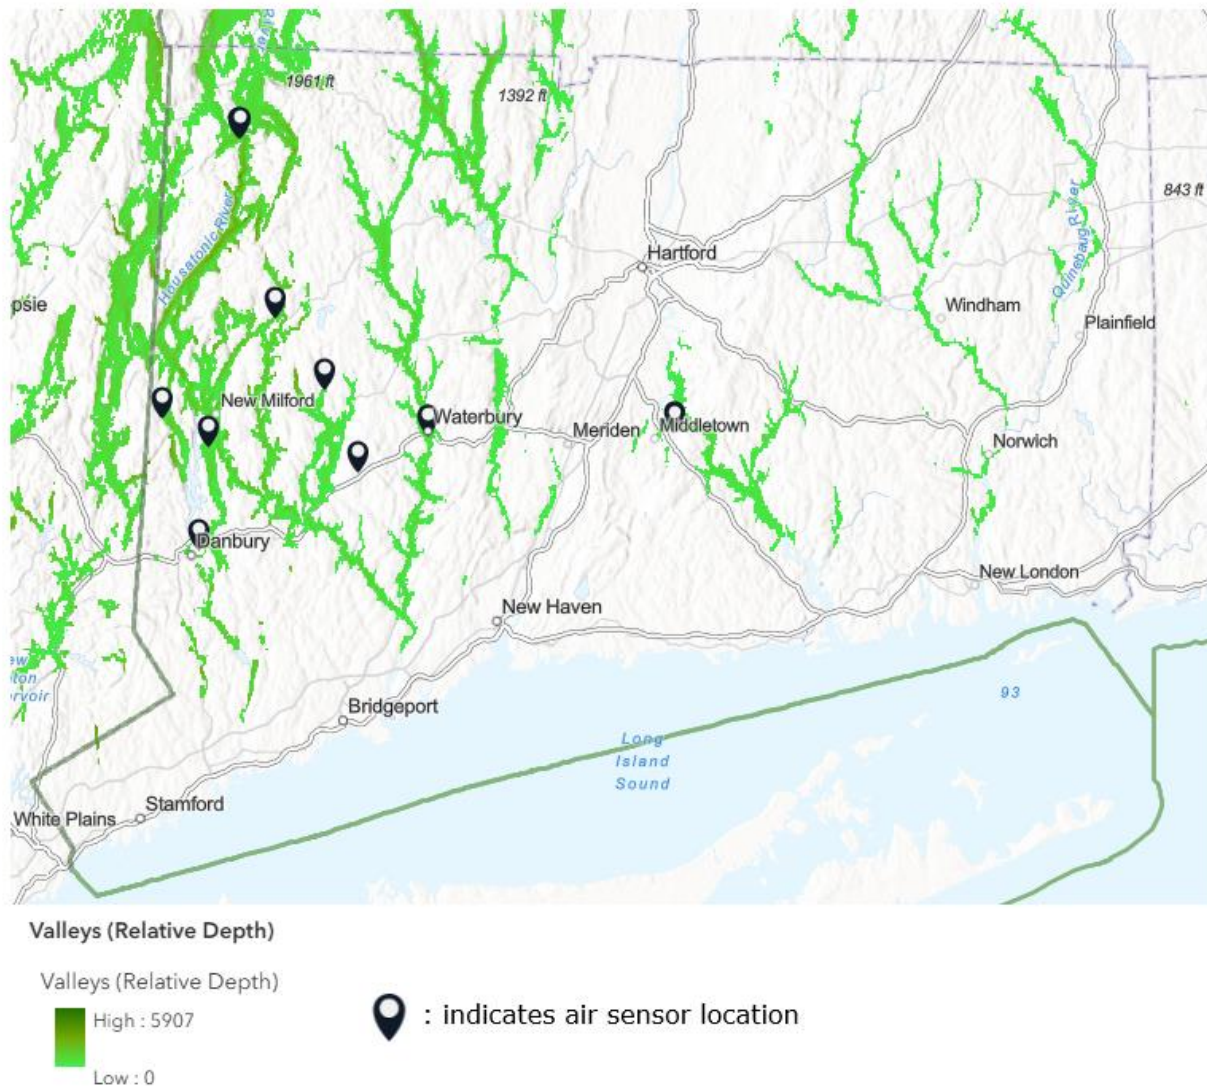 1961 ft
1392 ft
843 ft
Housatonic River
Quinebaug River
Hartford
psie
Windham
Plainfield
New Milford
Waterbury
Middletown
Meriden
Norwich
Danbury
New London
New Haven
93
Bridgeport
Long
Island
Sound
Stamford
White Plains
Valleys (Relative Depth)
Valleys (Relative Depth)
High : 5907
: indicates air sensor location
Low : 0